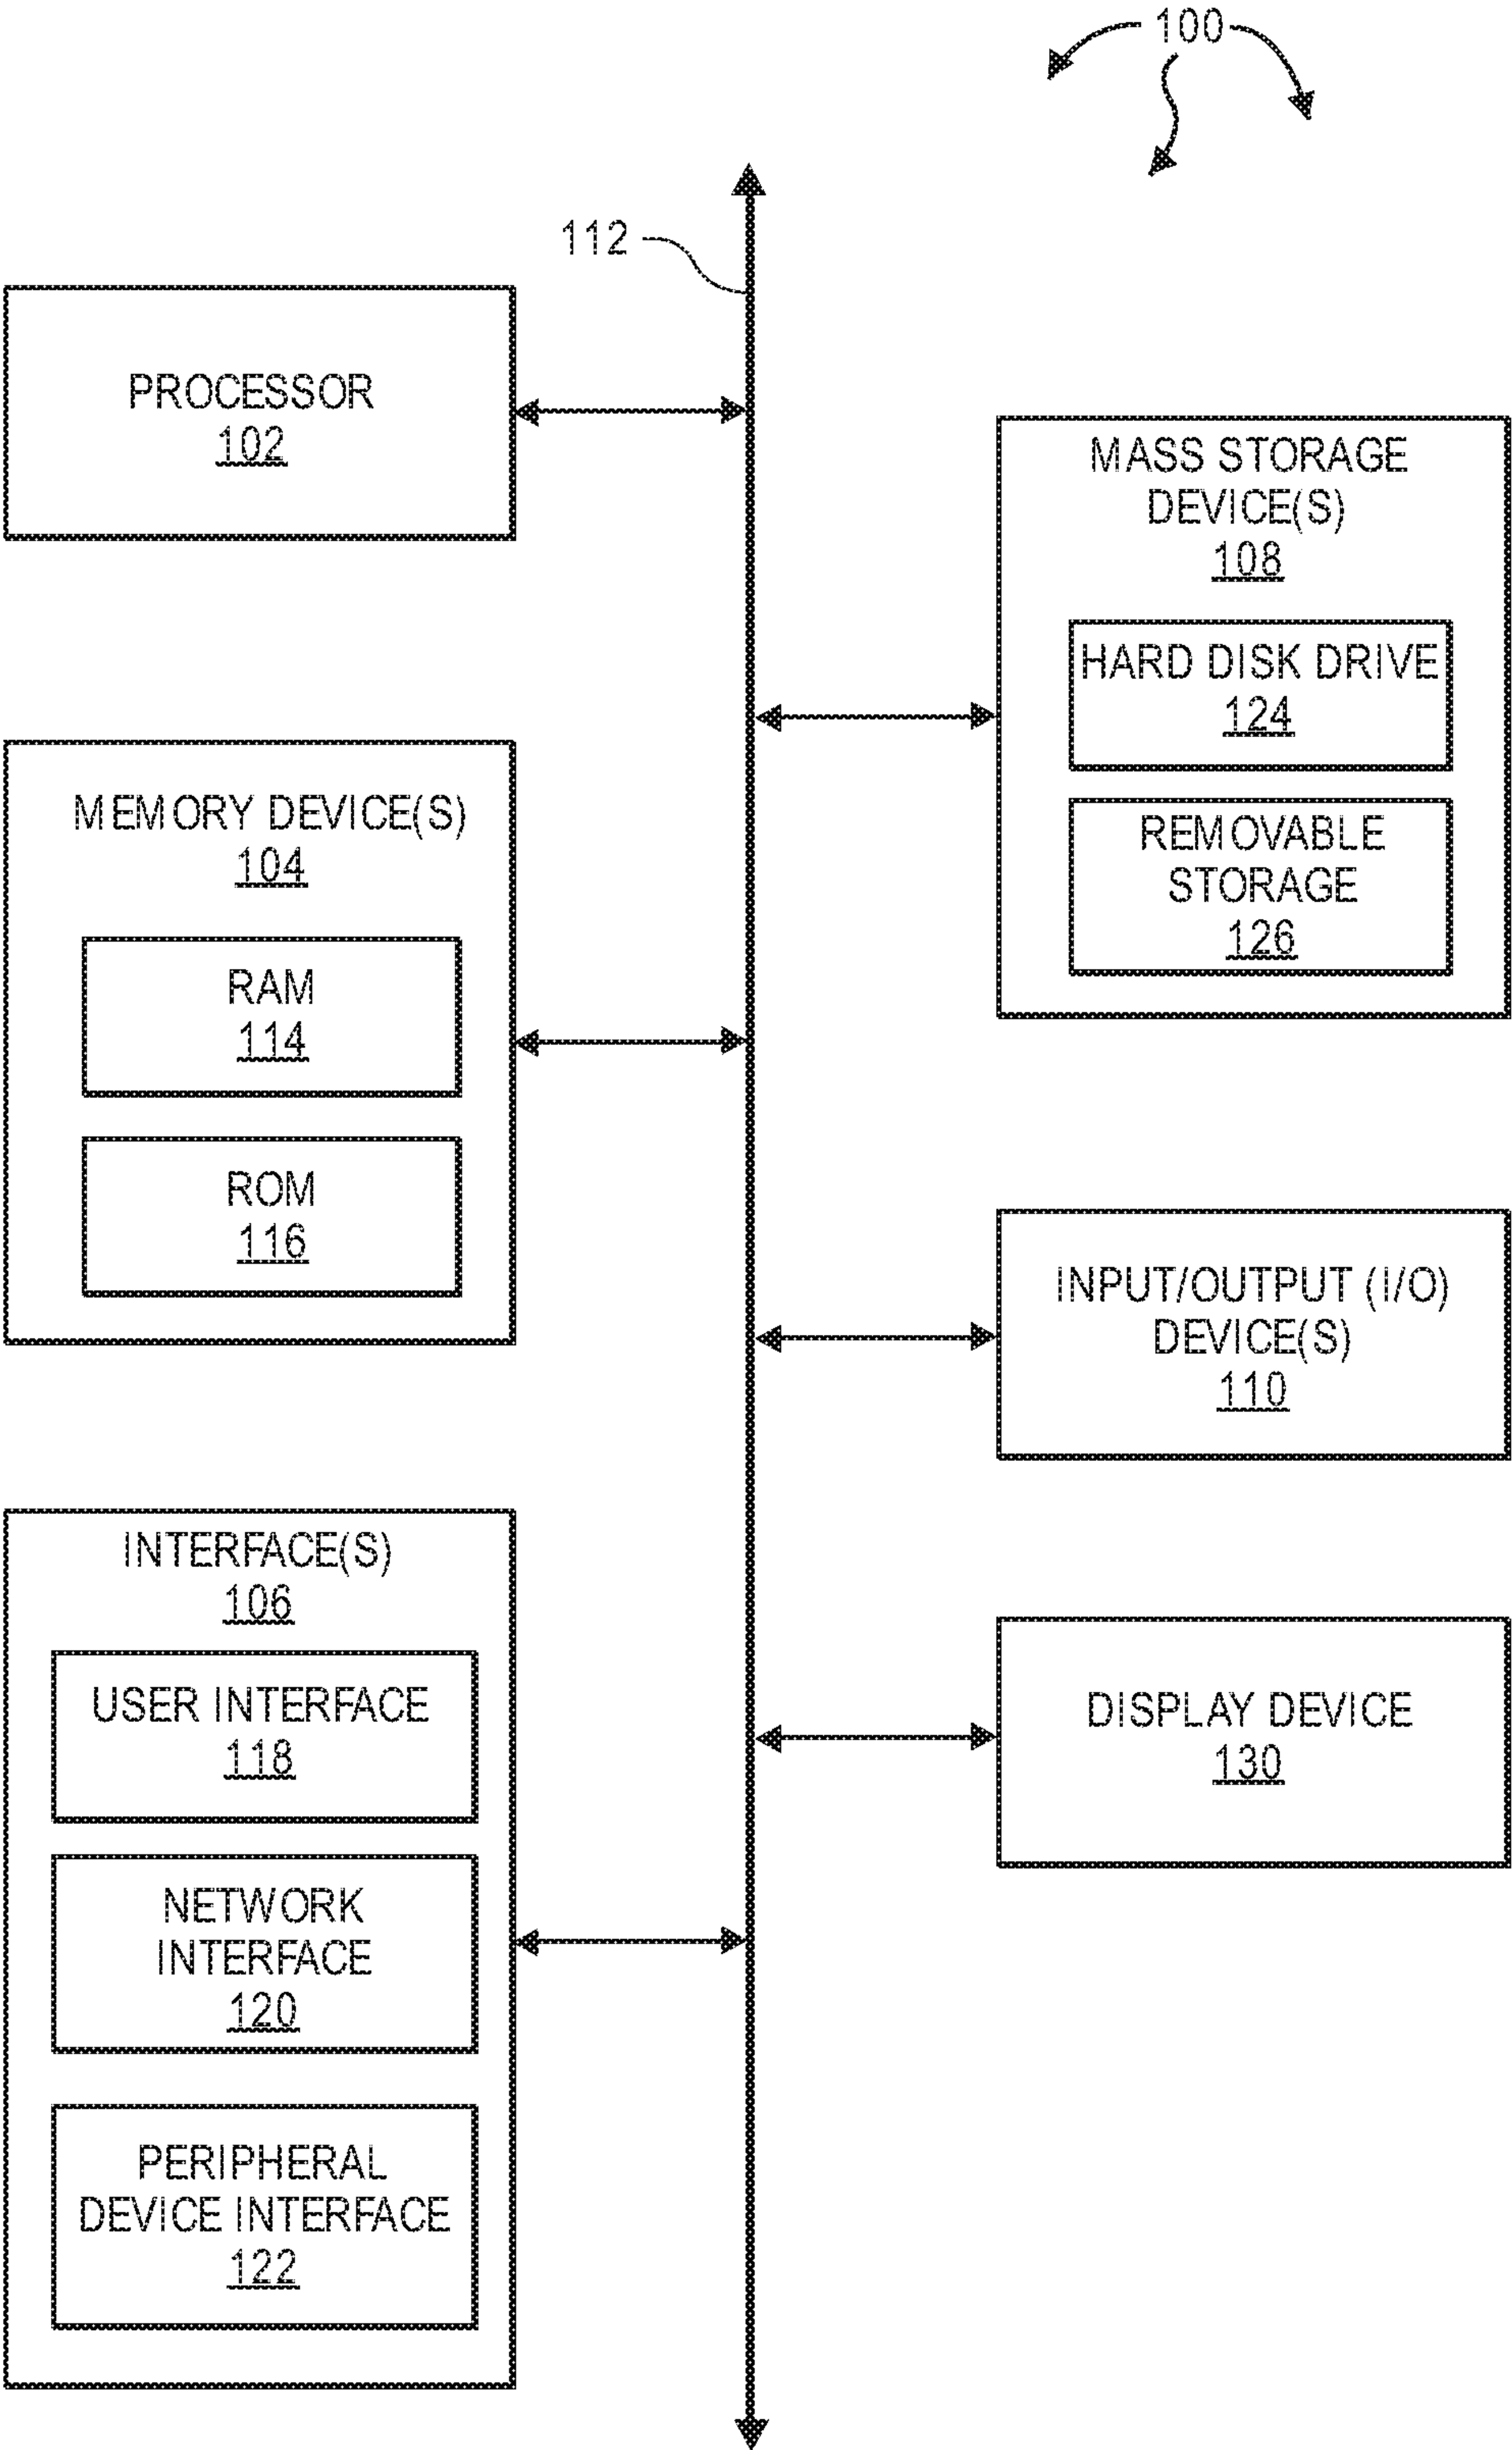 100
112
PROCESSOR
102
MEMORY DEVICE(S)
104
RAM
114
ROM
116
INTERFACE(S)
106
USER INTERFACE
118
NETWORK
INTERFACE
120
PERIPHERAL
DEVICE INTERFACE
122
MASS STORAGE
DEVICE(S)
108
HARD DISK DRIVE
124
REMOVABLE
STORAGE
126
INPUT/OUTPUT (I/O)
DEVICE(S)
110
DISPLAY DEVICE
130